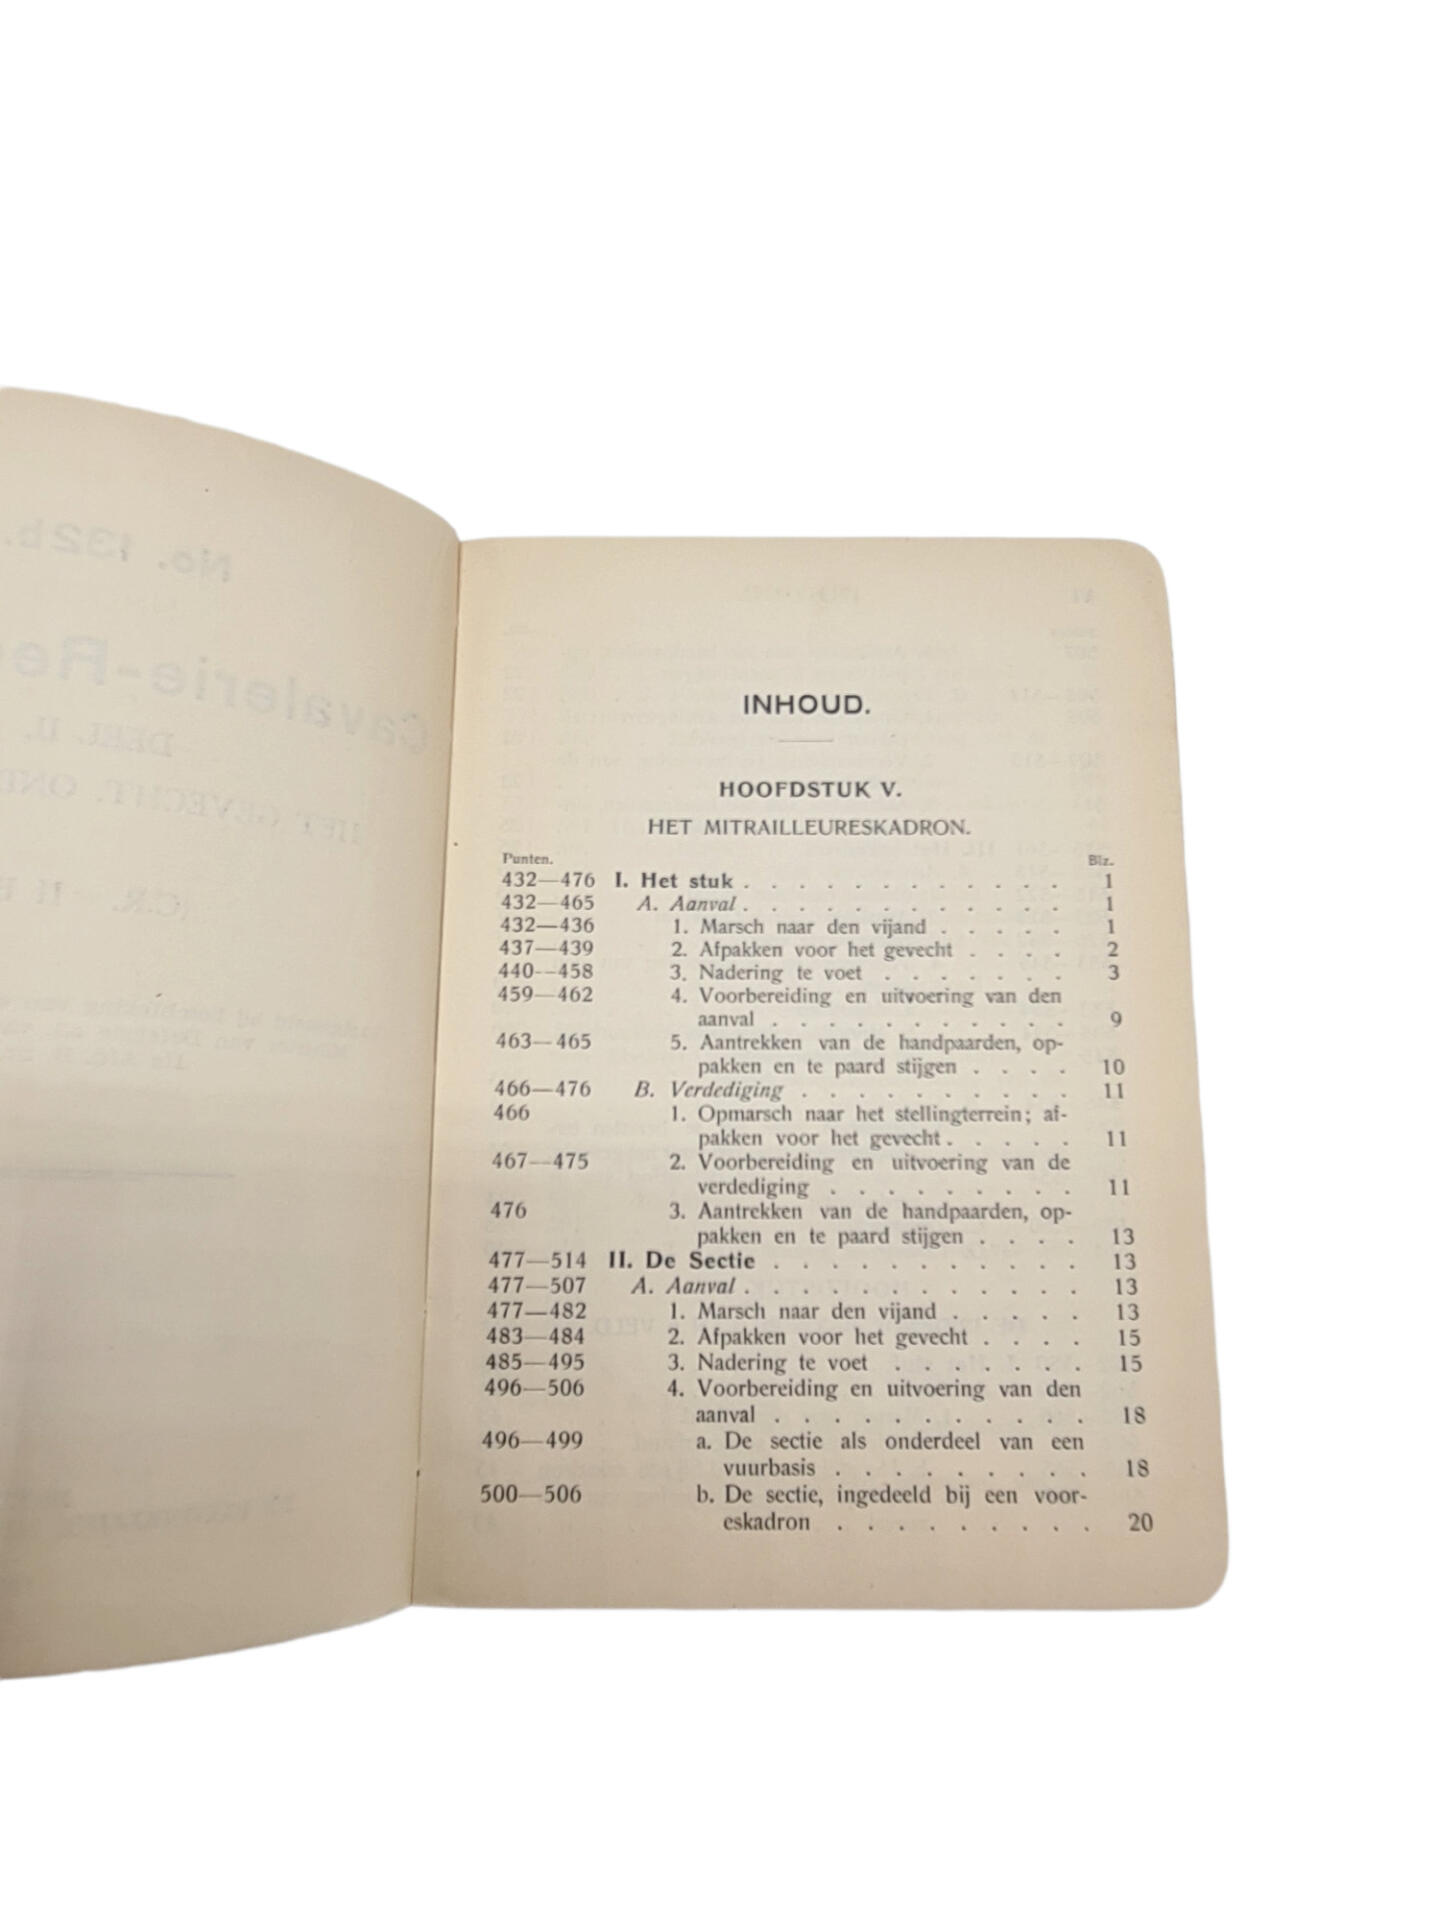 INHOUD.
HOOFDSTUK V.
HET MITRAILLEURESKADRON.
Punten. Blz.
432—476 I. Het stuk . . . . . . . . . . . . 1
432—465 A. Aanval . . . . . . . . . . . . 1
432—436 1. Marsch naar den vijand . . . . . 1
437—439 2. Afpakken voor het gevecht . . . . 2
440—458 3. Nadering te voet . . . . . . . 3
459—462 4. Voorbereiding en uitvoering van den
aanval . . . . . . . . . . . 9
463—465 5. Aantrekken van de handpaarden, op-
pakken en te paard stijgen . . . . 10
466—476 B. Verdediging . . . . . . . . . . 11
466 1. Opmarsch naar het stellingterrein; af-
pakken voor het gevecht . . . . . 11
467—475 2. Voorbereiding en uitvoering van de
verdediging . . . . . . . . . 11
476 3. Aantrekken van de handpaarden, op-
pakken en te paard stijgen . . . . 13
477—514 II. De Sectie . . . . . . . . . . . 13
477—507 A. Aanval . . . . . . . . . . . . 13
477—482 1. Marsch naar den vijand . . . . . 13
483—484 2. Afpakken voor het gevecht . . . . 15
485—495 3. Nadering te voet . . . . . . . 15
496—506 4. Voorbereiding en uitvoering van den
aanval . . . . . . . . . . . 18
496—499 a. De sectie als onderdeel van een
vuurbasis . . . . . . . . . 18
500—506 b. De sectie, ingedeeld bij een voor-
eskadron . . . . . . . . . 20